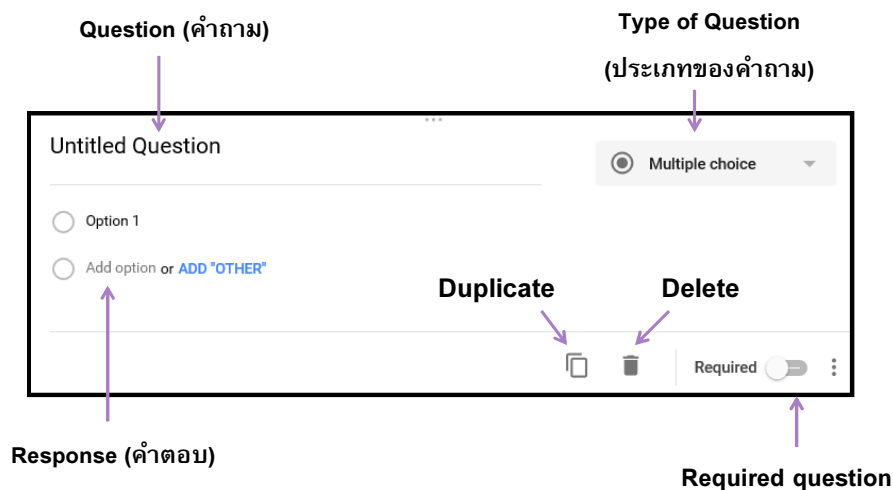 Question (คำถาม)
Type of Question
(ประเภทของคำถาม)
Untitled Question
Multiple choice
Option 1
Add option or ADD "OTHER"
Duplicate
Delete
Required
Response (คำตอบ)
Required question